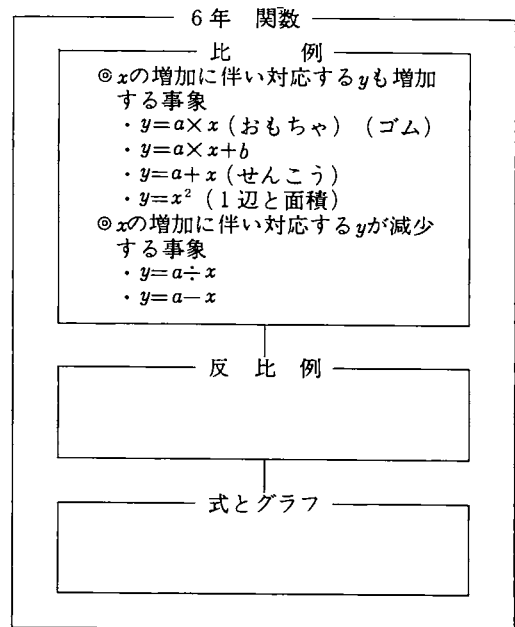 6年 関数
比 例
◎xの増加に伴い対応するyも増加
する事象
・y=a×x(おもちゃ)(ゴム)
・y=a×x+b
・y=a+x(せんこう)
・y=x²(1辺と面積)
◎xの増加に伴い対応するyが減少
する事象
・y=a÷x
・y=a−x
反 比 例
式とグラフ